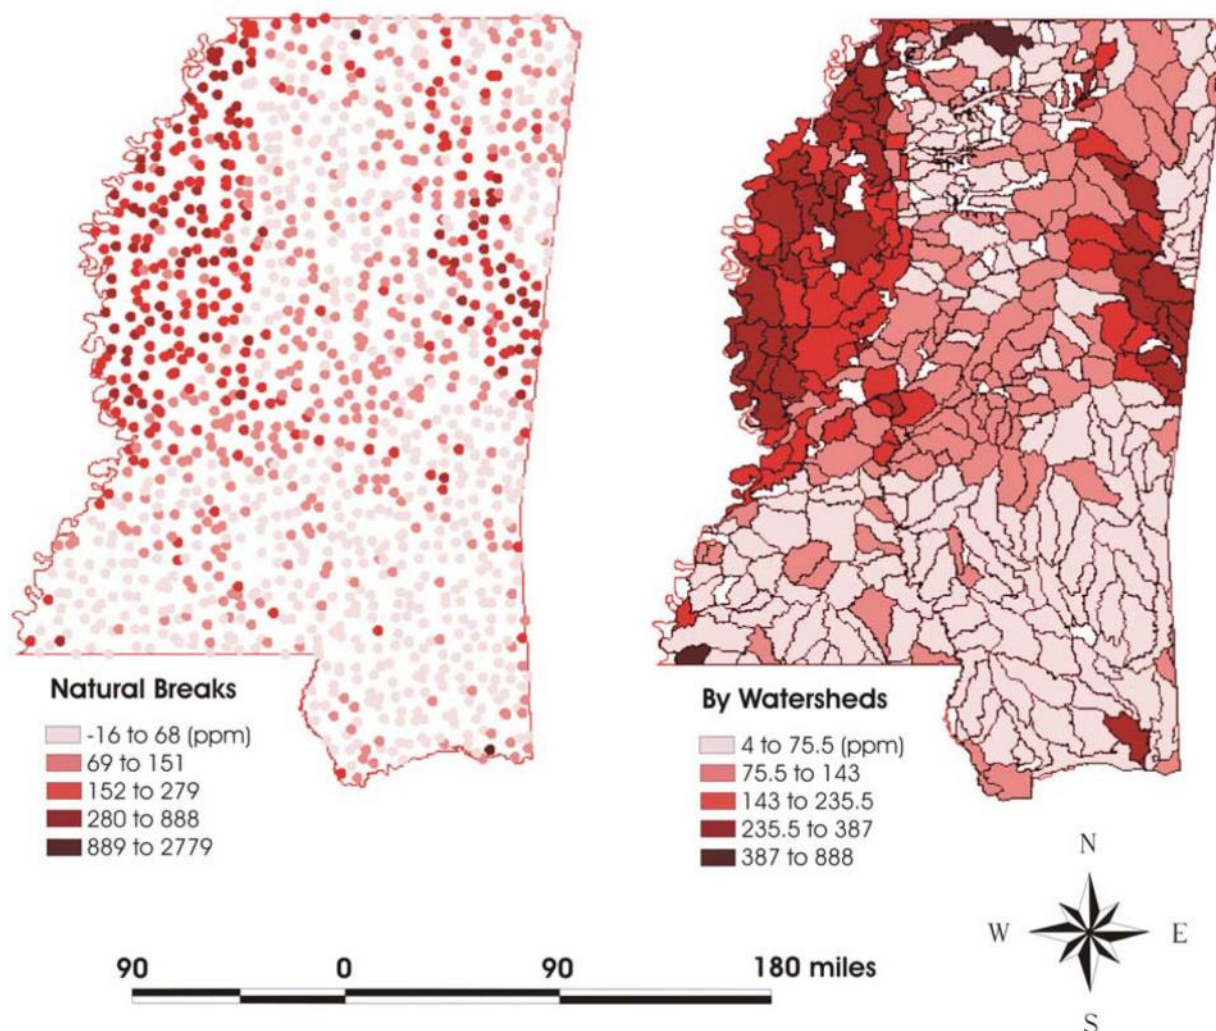 Natural Breaks
-16 to 68 (ppm)
69 to 151
152 to 279
280 to 888
889 to 2779
By Watersheds
4 to 75.5 (ppm)
75.5 to 143
143 to 235.5
235.5 to 387
387 to 888
N
W E
S
90 0 90 180 miles